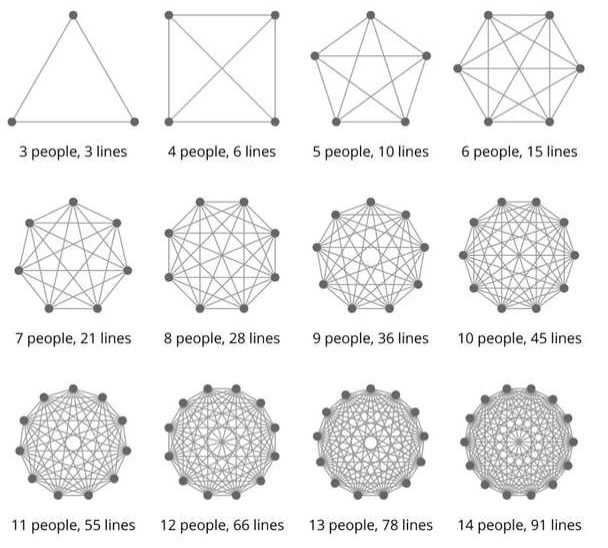 3 people, 3 lines
4 people, 6 lines
5 people, 10 lines
6 people, 15 lines
7 people, 21 lines
8 people, 28 lines
9 people, 36 lines
10 people, 45 lines
11 people, 55 lines
12 people, 66 lines
13 people, 78 lines
14 people, 91 lines